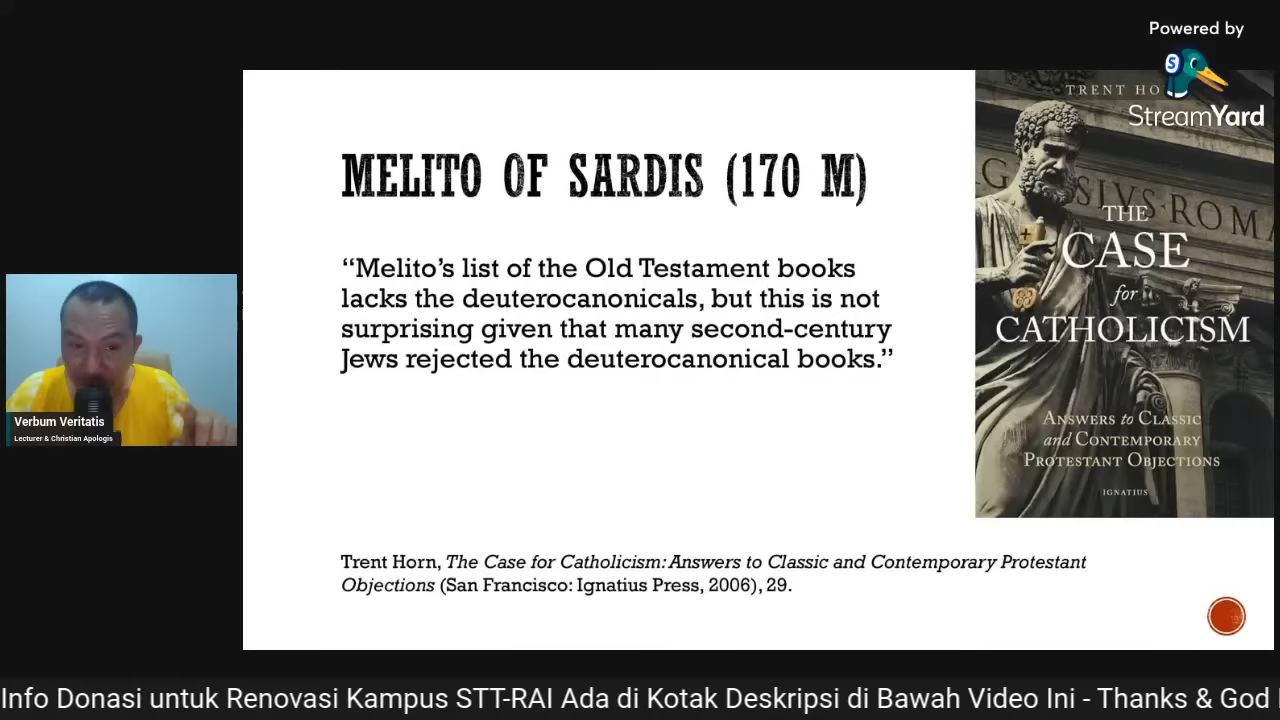 Powered by
StreamYard
MELITO OF SARDIS (170 M)
“Melito’s list of the Old Testament books
lacks the deuterocanonicals, but this is not
surprising given that many second-century
Jews rejected the deuterocanonical books.”
Trent Horn, The Case for Catholicism: Answers to Classic and Contemporary Protestant
Objections (San Francisco: Ignatius Press, 2006), 29.
TRENT HO
THE
CASE
for
CATHOLICISM
ANSWERS to CLASSIC
and CONTEMPORARY
PROTESTANT OBJECTIONS
IGNATIUS
Verbum Veritatis
Lecturer & Christian Apologis
Info Donasi untuk Renovasi Kampus STT-RAI Ada di Kotak Deskripsi di Bawah Video Ini - Thanks & God